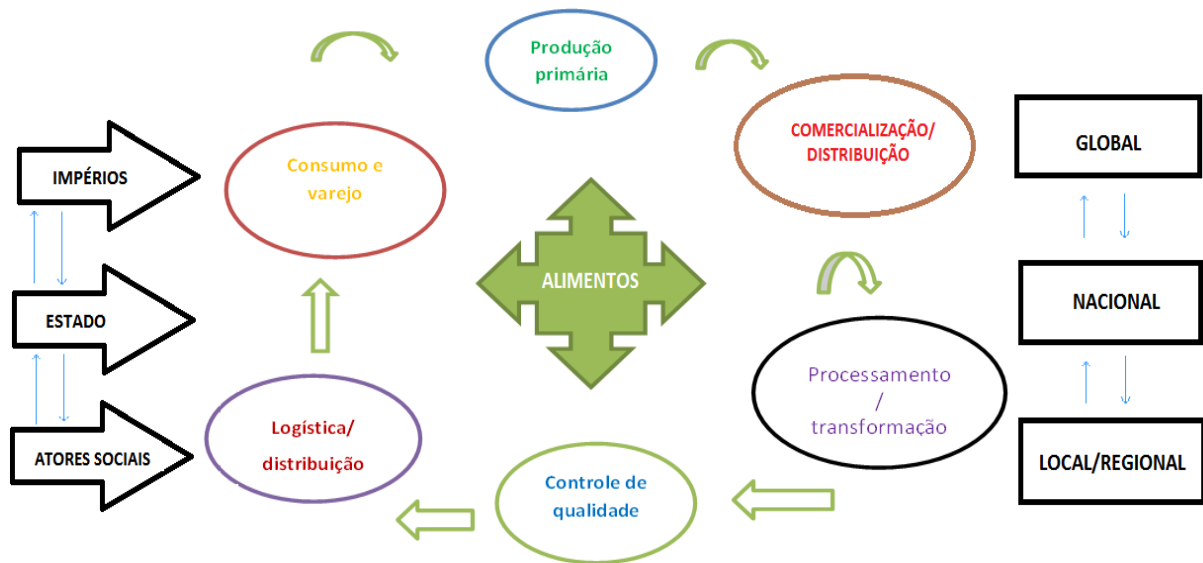 Produção
primária
COMERCIALIZAÇÃO/
DISTRIBUIÇÃO
GLOBAL
IMPÉRIOS
Consumo e
varejo
ALIMENTOS
NACIONAL
ESTADO
Processamento
/
transformação
Logística/
distribuição
ATORES SOCIAIS
LOCAL/REGIONAL
Controle de
qualidade